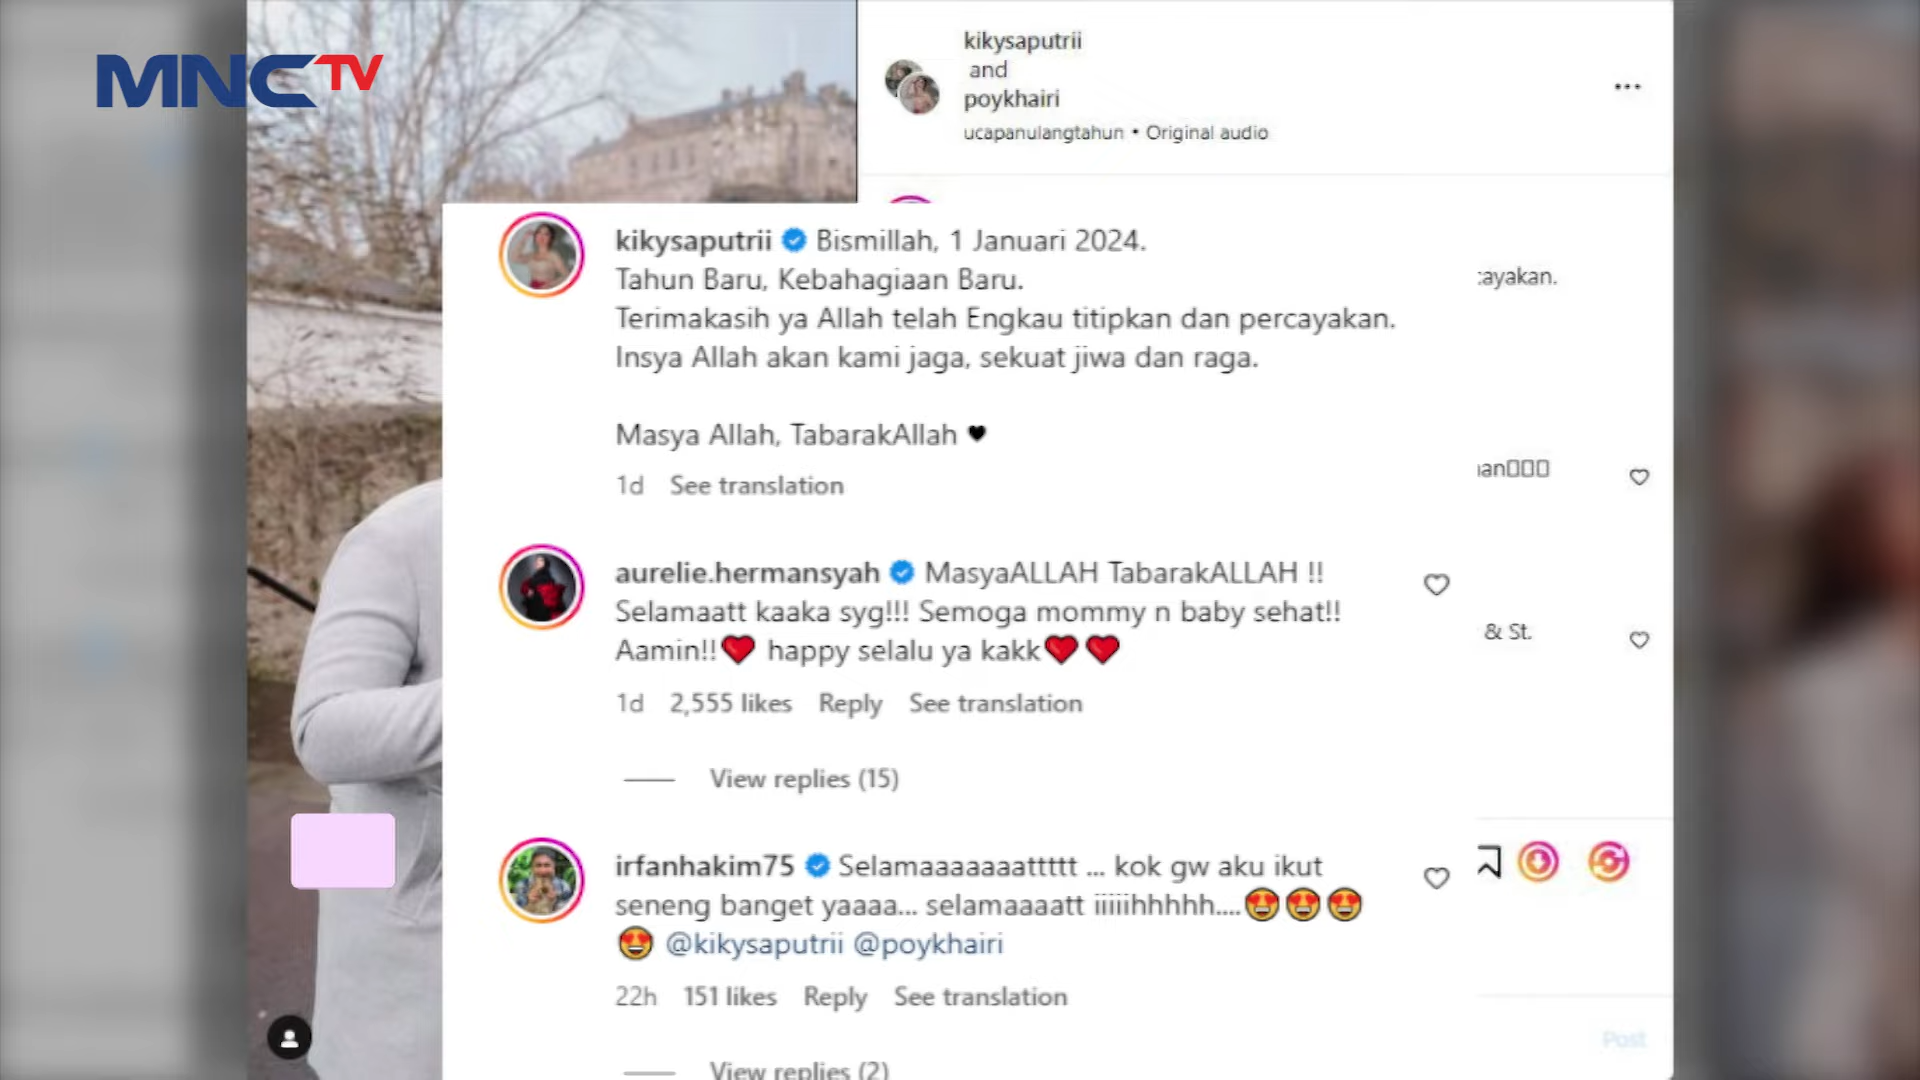 MNCTV
kikysaputrii
and
poykhairi
ucapanulangtahun • Original audio
kikysaputrii Bismillah, 1 Januari 2024.
Tahun Baru, Kebahagiaan Baru.
Terimakasih ya Allah telah Engkau titipkan dan percayakan.
Insya Allah akan kami jaga, sekuat jiwa dan raga.
Masya Allah, TabarakAllah 🖤
1d See translation
aurelie.hermansyah MasyaALLAH TabarakALLAH !!
Selamaatt kaaka syg!!! Semoga mommy n baby sehat!!
Aamin!!❤️ happy selalu ya kakk❤️❤️
1d 2,555 likes Reply See translation
View replies (15)
irfanhakim75 Selamaaaaaaattttt ... kok gw aku ikut
seneng banget yaaaa... selamaaaatt iiiiiihhhhh....😍😍😍
😍 @kikysaputrii @poykhairi
22h 151 likes Reply See translation
View replies (2)
cayakan.
& St.
Post